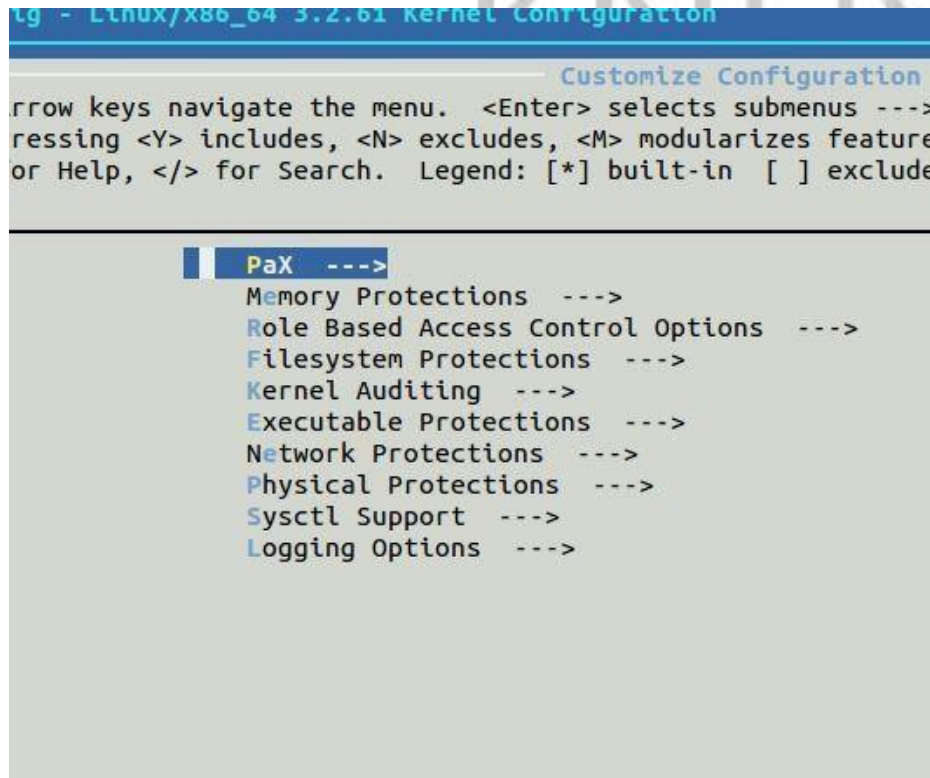 ig - Linux/x86_64 3.2.61 Kernel Configuration
Customize Configuration
rrow keys navigate the menu.  <Enter> selects submenus --->
ressing <Y> includes, <N> excludes, <M> modularizes feature
or Help, </> for Search.  Legend: [*] built-in  [ ] exclude
PaX  --->
Memory Protections  --->
Role Based Access Control Options  --->
Filesystem Protections  --->
Kernel Auditing  --->
Executable Protections  --->
Network Protections  --->
Physical Protections  --->
Sysctl Support  --->
Logging Options  --->